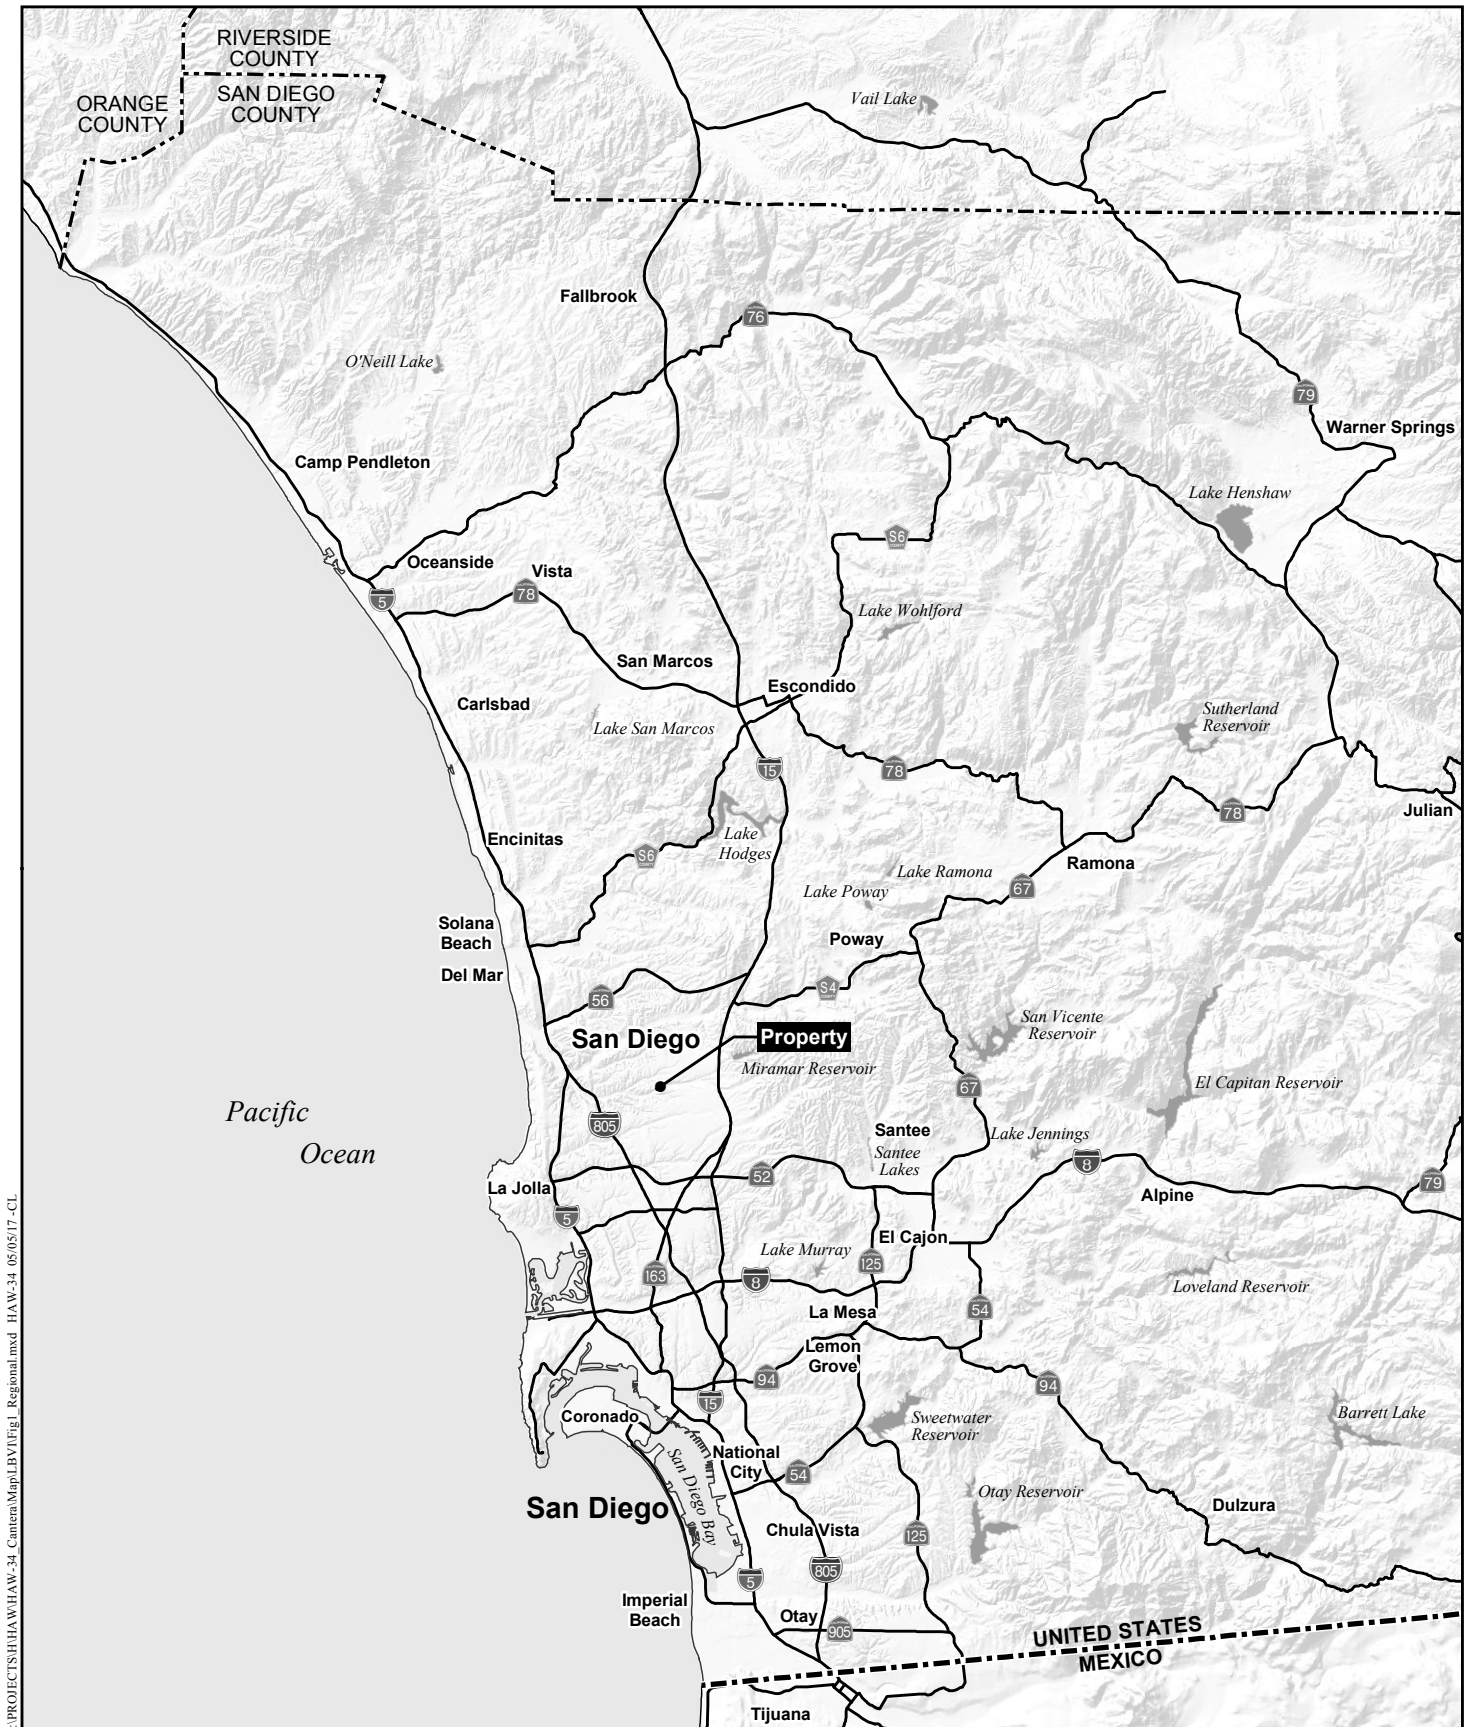 RIVERSIDE
COUNTY
ORANGE
COUNTY
SAN DIEGO
COUNTY
Vail Lake
Fallbrook
76
O'Neill Lake
79
Warner Springs
Camp Pendleton
Lake Henshaw
S6
COUNTY
Oceanside
Vista
78
5
Lake Wohlford
San Marcos
Escondido
Carlsbad
Lake San Marcos
Sutherland
Reservoir
15
78
78
Julian
Encinitas
Lake
Hodges
S6
COUNTY
Ramona
Lake Ramona
67
Lake Poway
Solana
Beach
Poway
Del Mar
56
S4
COUNTY
San Diego
Property
San Vicente
Reservoir
Miramar Reservoir
67
El Capitan Reservoir
Pacific
Ocean
805
Santee
Santee
Lakes
Lake Jennings
8
52
79
La Jolla
Alpine
5
El Cajon
Lake Murray
125
163
8
Loveland Reservoir
La Mesa
54
Lemon
Grove
94
94
15
Coronado
Sweetwater
Reservoir
Barrett Lake
National
City
54
San Diego Bay
Otay Reservoir
San Diego
Dulzura
Chula Vista
125
805
5
Imperial
Beach
Otay
905
UNITED STATES
MEXICO
Tijuana
:\PROJECTS\H\HAW\HAW-34_Cantera\Map\LBVI\Fig1_Regional.mxd HAW-34 05/05/17 -CL